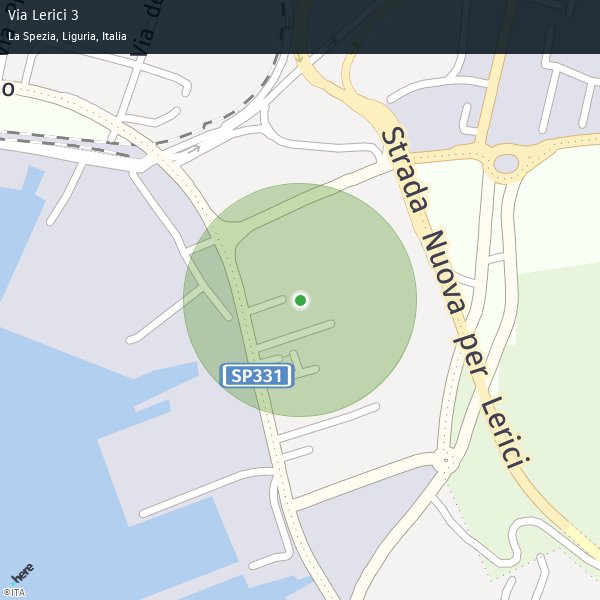 Via Lerici 3
La Spezia, Liguria, Italia
Via de
o
Strada Nuova per Lerici
SP331
here
©ITA